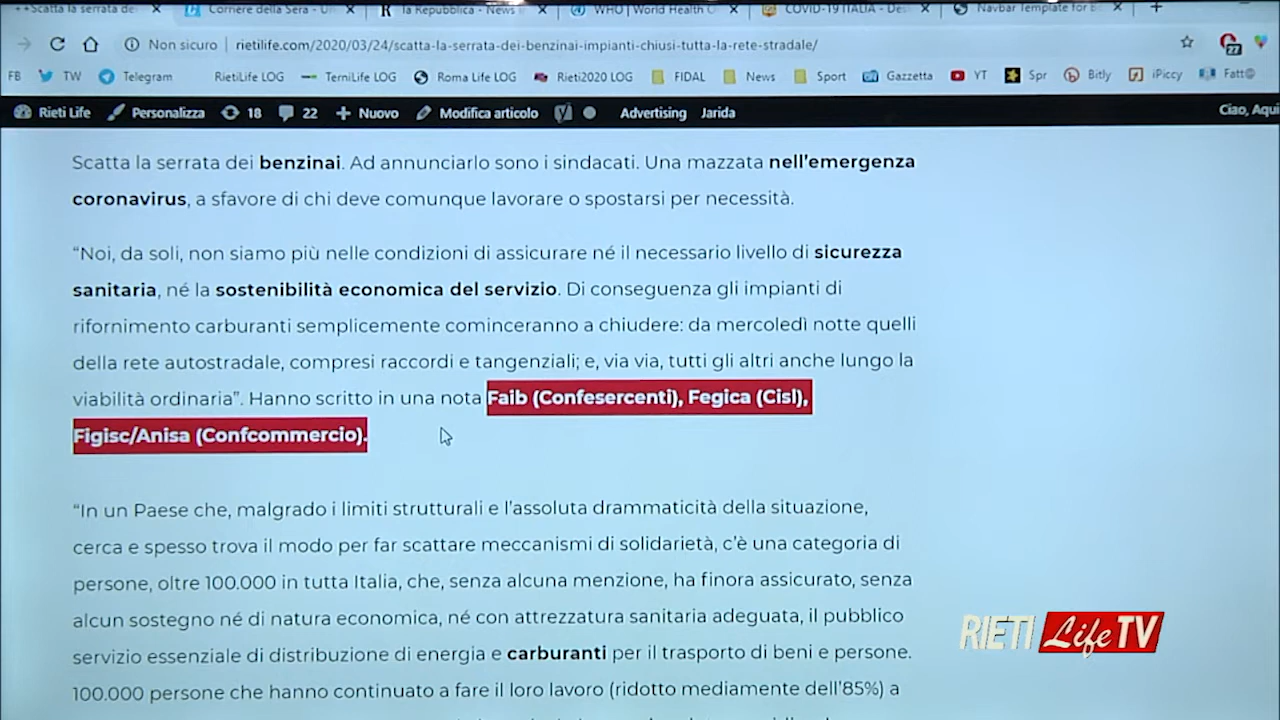 ++Scatta la serrata de
Corriere della Sera
la Repubblica - News
WHO | World Health
COVID-19 ITALIA - De
Navbar Template for
Non sicuro | rietilife.com/2020/03/24/scatta-la-serrata-dei-benzinai-impianti-chiusi-tutta-la-rete-stradale/
27
FB TW Telegram RietiLife LOG TerniLife LOG Roma Life LOG Rieti2020 LOG FIDAL News Sport Gazzetta YT Spr Bitly iPiccy Fatt@
Rieti Life Personalizza 18 22 + Nuovo Modifica articolo Advertising Jarida Ciao, Aqui
Scatta la serrata dei benzinai. Ad annunciarlo sono i sindacati. Una mazzata nell'emergenza
coronavirus, a sfavore di chi deve comunque lavorare o spostarsi per necessità.
“Noi, da soli, non siamo più nelle condizioni di assicurare né il necessario livello di sicurezza
sanitaria, né la sostenibilità economica del servizio. Di conseguenza gli impianti di
rifornimento carburanti semplicemente cominceranno a chiudere: da mercoledì notte quelli
della rete autostradale, compresi raccordi e tangenziali; e, via via, tutti gli altri anche lungo la
viabilità ordinaria”. Hanno scritto in una nota Faib (Confesercenti), Fegica (Cisl),
Figisc/Anisa (Confcommercio).
“In un Paese che, malgrado i limiti strutturali e l'assoluta drammaticità della situazione,
cerca e spesso trova il modo per far scattare meccanismi di solidarietà, c'è una categoria di
persone, oltre 100.000 in tutta Italia, che, senza alcuna menzione, ha finora assicurato, senza
alcun sostegno né di natura economica, né con attrezzatura sanitaria adeguata, il pubblico
servizio essenziale di distribuzione di energia e carburanti per il trasporto di beni e persone.
100.000 persone che hanno continuato a fare il loro lavoro (ridotto mediamente dell'85%) a
RIETI Life TV